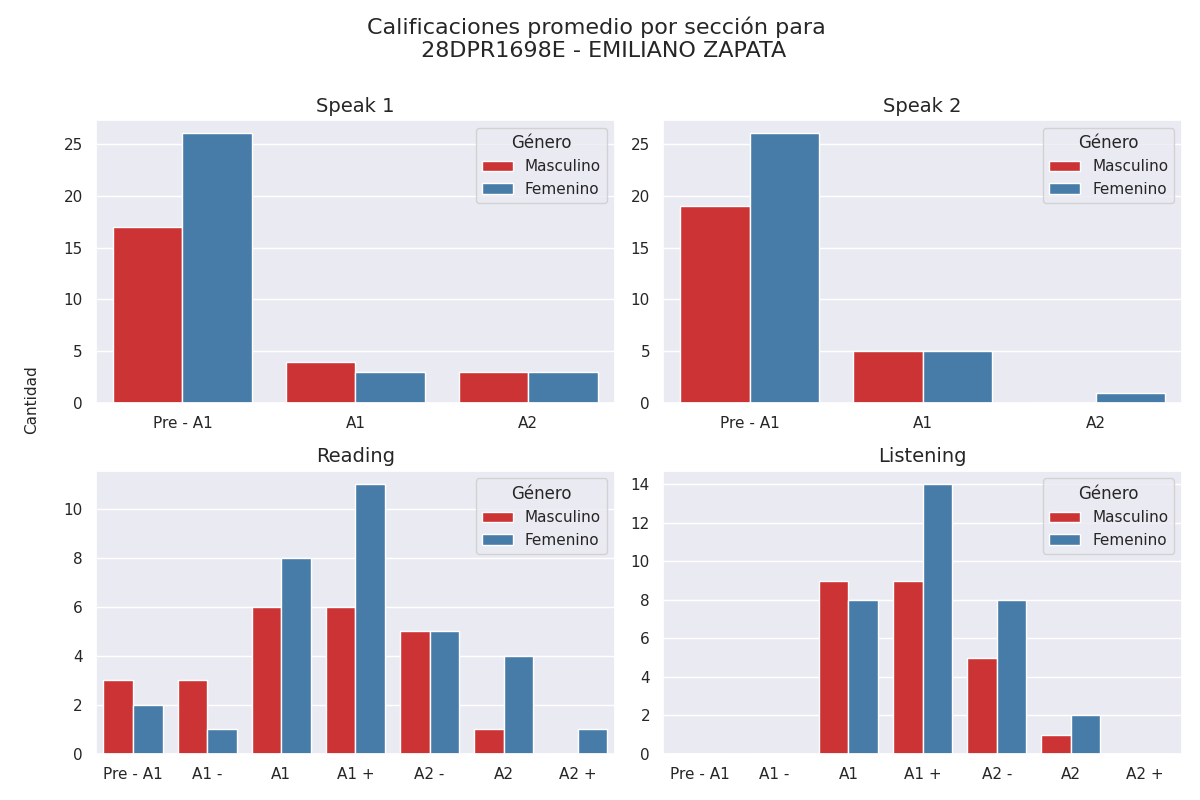 Calificaciones promedio por sección para
28DPR1698E - EMILIANO ZAPATA
Cantidad
Speak 1
25
20
15
10
5
0
Pre - A1 A1 A2
Género
Masculino
Femenino
Speak 2
25
20
15
10
5
0
Pre - A1 A1 A2
Género
Masculino
Femenino
Reading
10
8
6
4
2
0
Pre - A1 A1 - A1 A1 + A2 - A2 A2 +
Género
Masculino
Femenino
Listening
14
12
10
8
6
4
2
0
Pre - A1 A1 - A1 A1 + A2 - A2 A2 +
Género
Masculino
Femenino